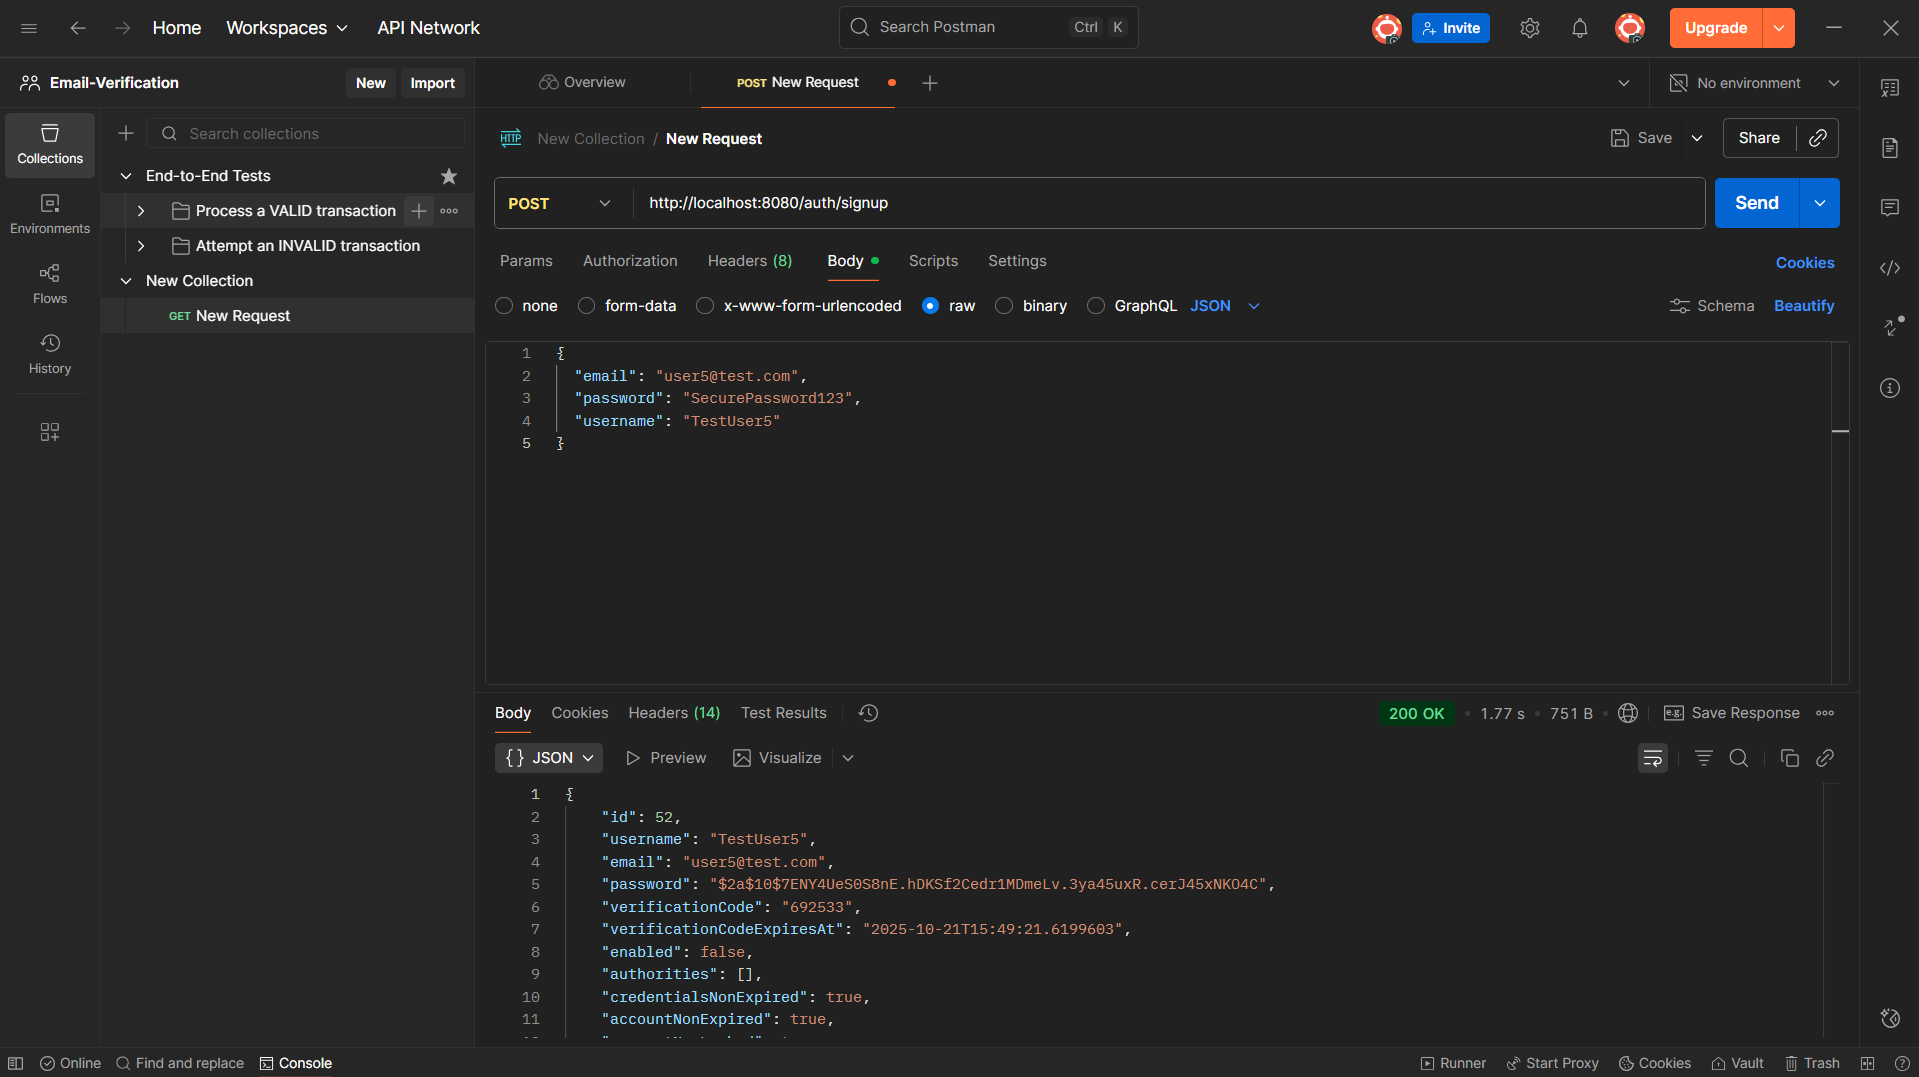 Home Workspaces API Network Search Postman Ctrl K Invite Upgrade
Email-Verification New Import Overview POST New Request No environment
Collections
Environments
Flows
History
Search collections
End-to-End Tests
Process a VALID transaction
Attempt an INVALID transaction
New Collection
GET New Request
HTTP New Collection / New Request Save Share
POST http://localhost:8080/auth/signup Send
Params Authorization Headers (8) Body Scripts Settings Cookies
none form-data x-www-form-urlencoded raw binary GraphQL JSON Schema Beautify
1 {
2 "email": "user5@test.com",
3 "password": "SecurePassword123",
4 "username": "TestUser5"
5 }
Body Cookies Headers (14) Test Results 200 OK • 1.77 s • 751 B • e.g. Save Response
{} JSON Preview Visualize
1 {
2 "id": 52,
3 "username": "TestUser5",
4 "email": "user5@test.com",
5 "password": "$2a$10$7ENY4UeS0S8nE.hDKSf2Cedr1MDmeLv.3ya45uxR.cerJ45xNKO4C",
6 "verificationCode": "692533",
7 "verificationCodeExpiresAt": "2025-10-21T15:49:21.6199603",
8 "enabled": false,
9 "authorities": [],
10 "credentialsNonExpired": true,
11 "accountNonExpired": true,
Online Find and replace Console Runner Start Proxy Cookies Vault Trash